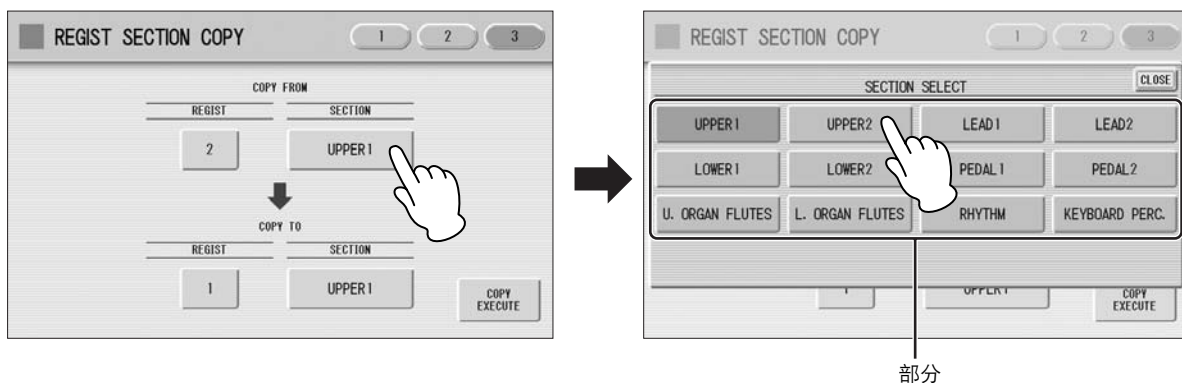 REGIST SECTION COPY
1 2 3
COPY FROM
REGIST SECTION
2 UPPER1
COPY TO
REGIST SECTION
1 UPPER1
COPY
EXECUTE
REGIST SECTION COPY
1 2 3
SECTION SELECT
CLOSE
UPPER1 UPPER2 LEAD1 LEAD2
LOWER1 LOWER2 PEDAL1 PEDAL2
U. ORGAN FLUTES L. ORGAN FLUTES RHYTHM KEYBOARD PERC.
1 UPPER1
COPY
EXECUTE
部分